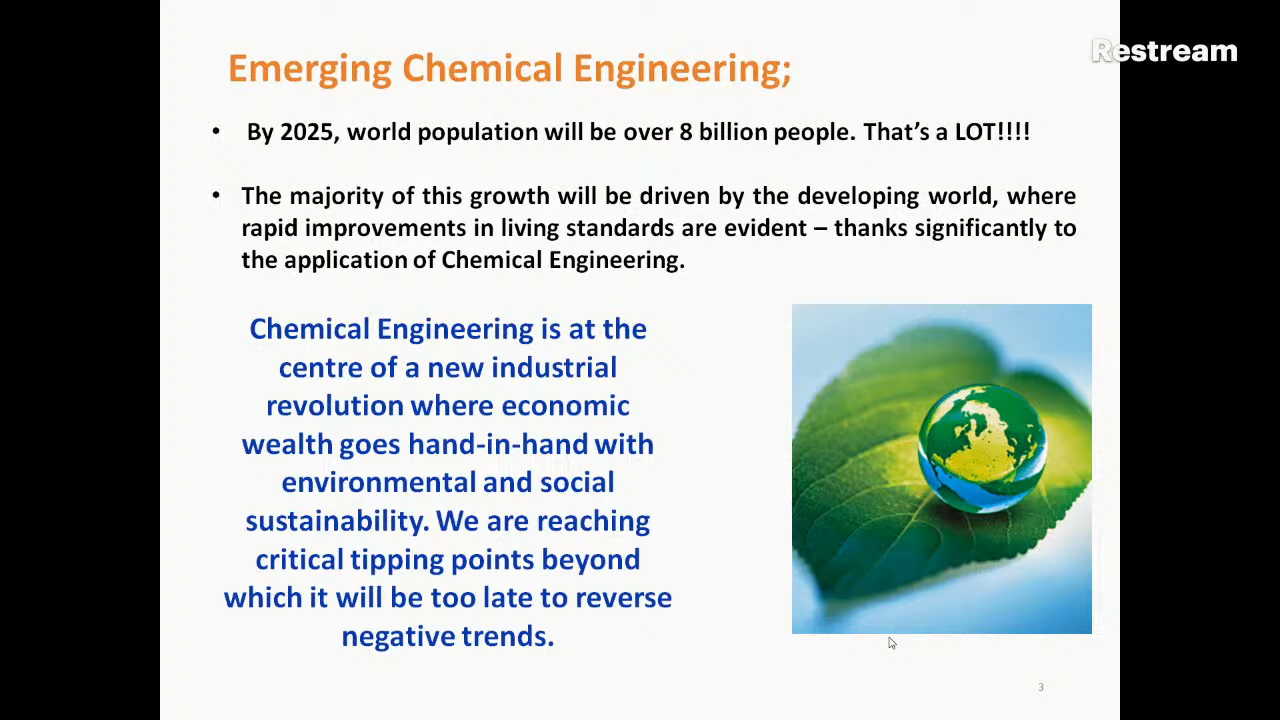 Restream
Emerging Chemical Engineering;
• By 2025, world population will be over 8 billion people. That's a LOT!!!!
• The majority of this growth will be driven by the developing world, where
rapid improvements in living standards are evident – thanks significantly to
the application of Chemical Engineering.
Chemical Engineering is at the
centre of a new industrial
revolution where economic
wealth goes hand-in-hand with
environmental and social
sustainability. We are reaching
critical tipping points beyond
which it will be too late to reverse
negative trends.
3